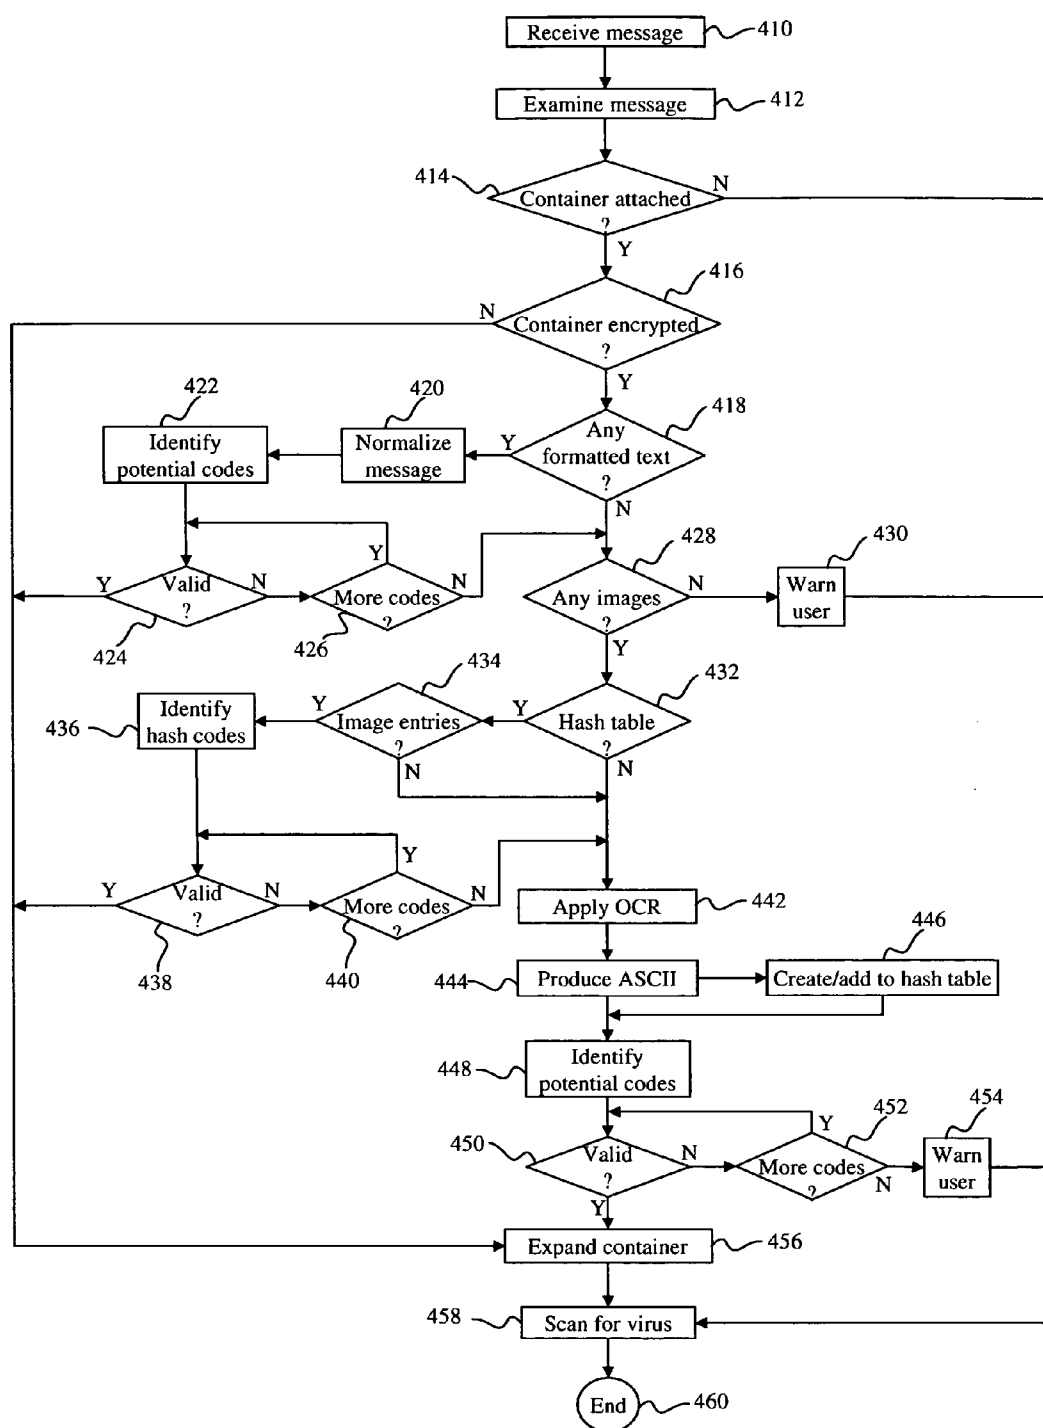 Receive message
410
Examine message
412
414
Container attached
?
N
Y
416
N
Container encrypted
?
Y
422
420
418
Identify
potential codes
Normalize
message
Y
Any
formatted text
?
N
428
430
Y
Valid
?
N
Y
More codes
?
N
Any images
?
N
Warn
user
424
426
Y
434
432
436
Identify
hash codes
Y
Image entries
?
N
Y
Hash table
?
N
Y
Valid
?
N
Y
More codes
?
N
438
440
Apply OCR
442
446
444
Produce ASCII
Create/add to hash table
448
Identify
potential codes
450
Valid
?
N
Y
Y
More codes
?
N
452
454
Warn
user
Expand container
456
458
Scan for virus
End
460